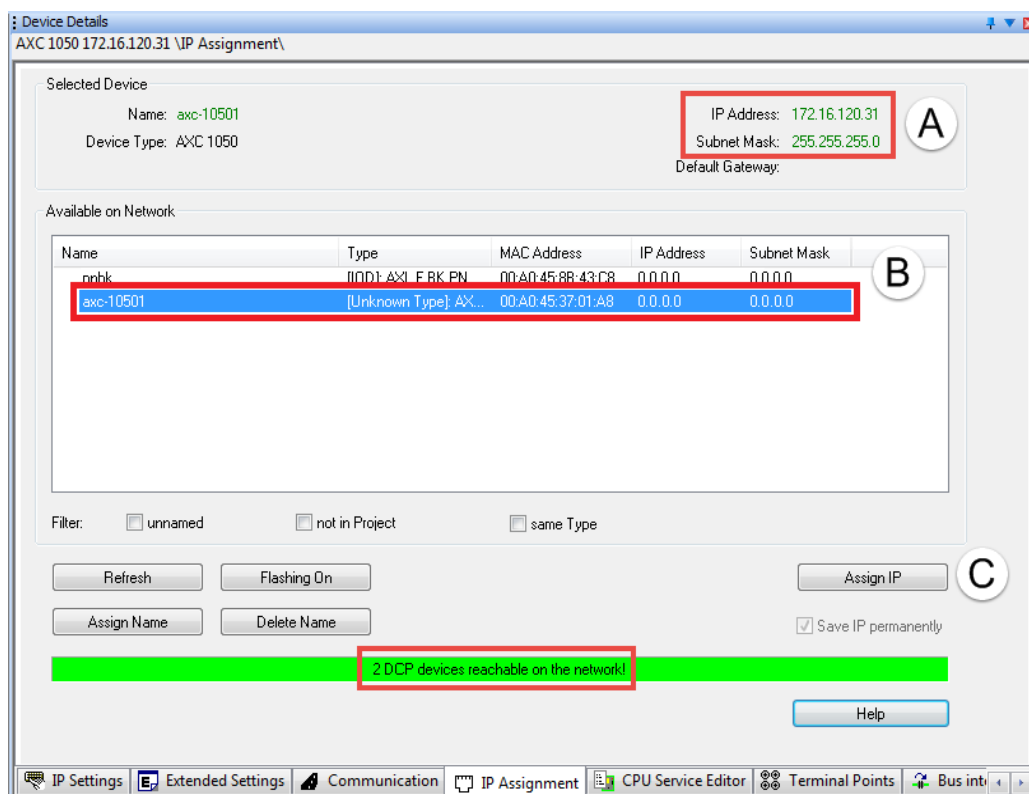 Device Details
AXC 1050 172.16.120.31 \IP Assignment\
Selected Device
Name: axc-10501 IP Address: 172.16.120.31 A
Device Type: AXC 1050 Subnet Mask: 255.255.255.0
Default Gateway:
Available on Network
Name Type MAC Address IP Address Subnet Mask
B
pnbk [IOD]: AXL F BK PN 00:A0:45:8B:43:C8 0.0.0.0 0.0.0.0
axc-10501 [Unknown Type]: AX... 00:A0:45:37:01:A8 0.0.0.0 0.0.0.0
Filter: unnamed not in Project same Type
Refresh Flashing On Assign IP C
Assign Name Delete Name Save IP permanently
2 DCP devices reachable on the network!
Help
IP Settings Extended Settings Communication IP Assignment CPU Service Editor Terminal Points Bus int